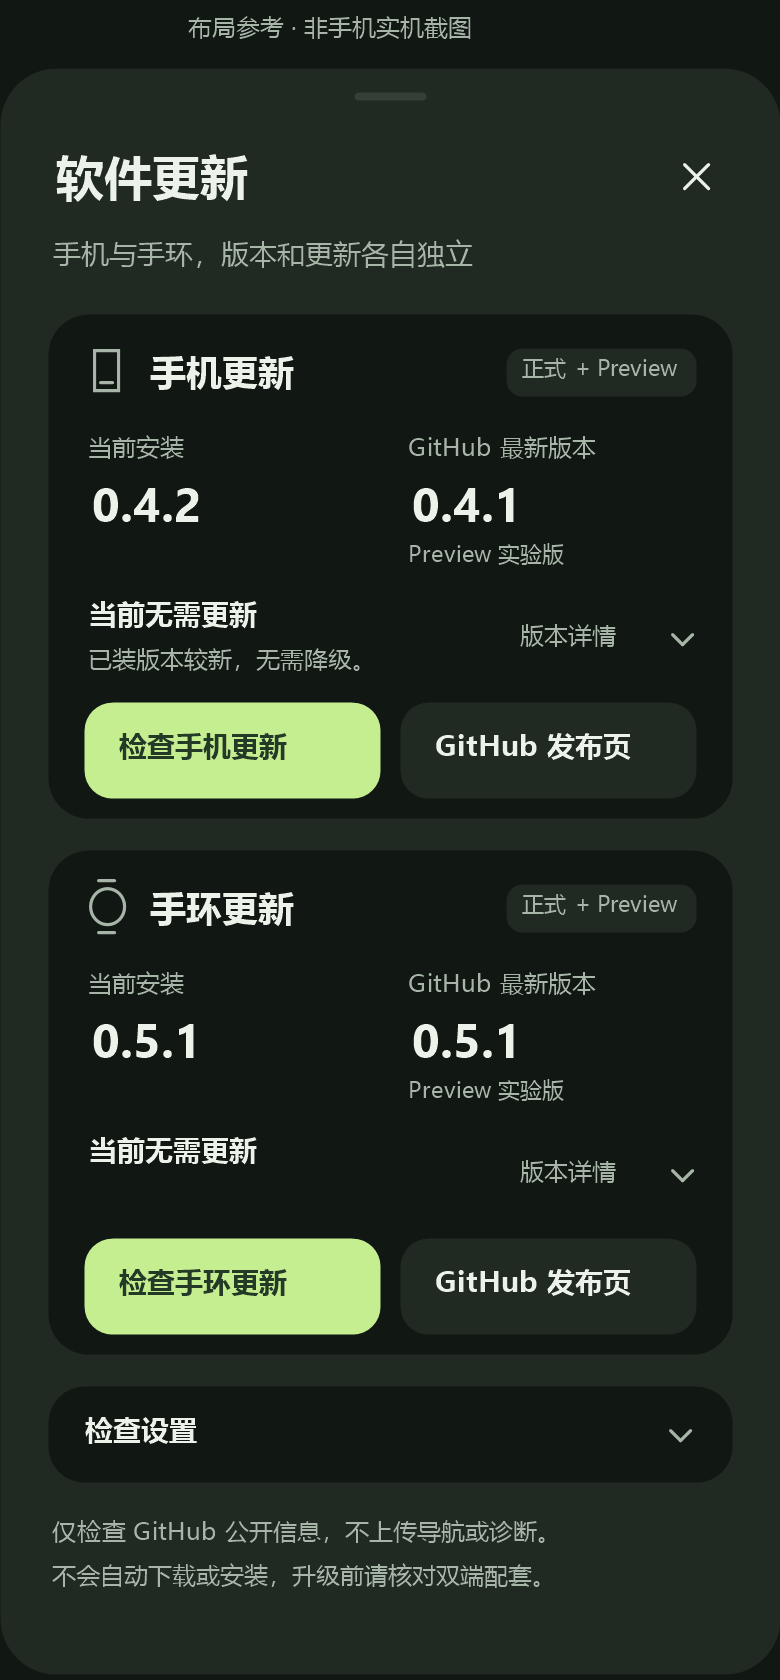 布局参考 · 非手机实机截图
软件更新
手机与手环，版本和更新各自独立
手机更新
正式 + Preview
当前安装
GitHub 最新版本
0.4.2
0.4.1
Preview 实验版
当前无需更新
已装版本较新，无需降级。
版本详情
检查手机更新
GitHub 发布页
手环更新
正式 + Preview
当前安装
GitHub 最新版本
0.5.1
0.5.1
Preview 实验版
当前无需更新
版本详情
检查手环更新
GitHub 发布页
检查设置
仅检查 GitHub 公开信息，不上传导航或诊断。
不会自动下载或安装，升级前请核对双端配套。